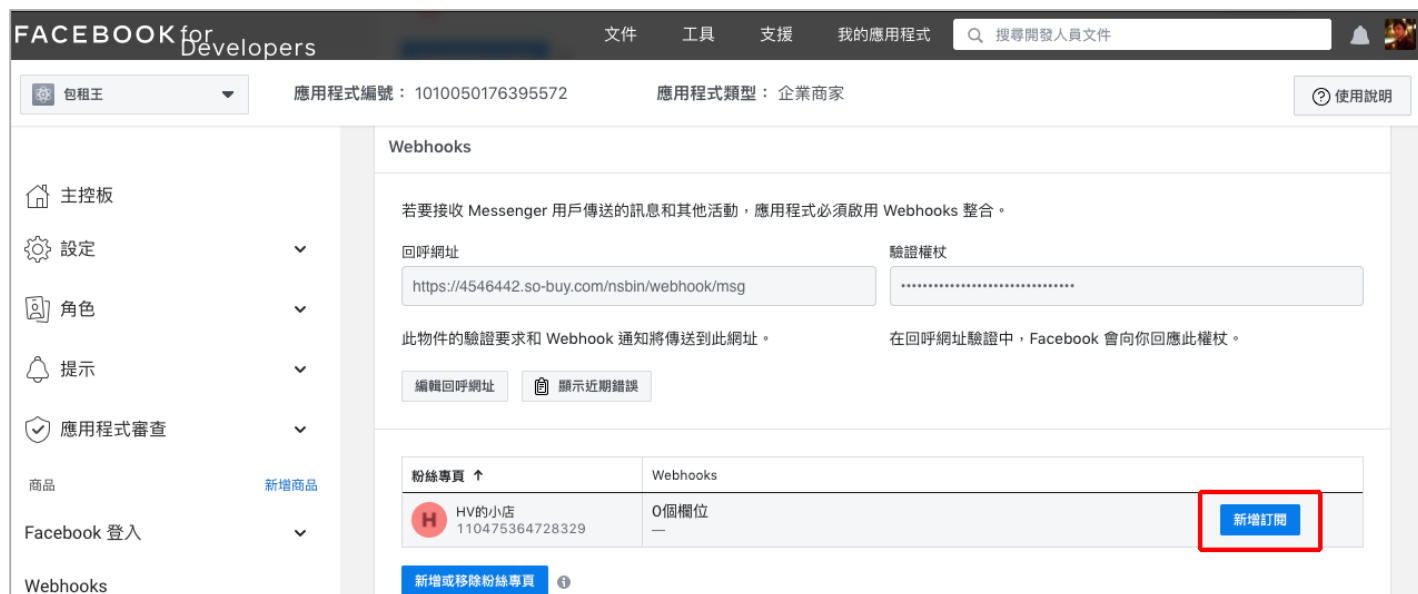 FACEBOOK for Developers
文件 工具 支援 我的應用程式 搜尋開發人員文件
包租王 應用程式編號： 1010050176395572 應用程式類型： 企業商家 使用說明
Webhooks
主控板
設定
角色
提示
應用程式審查
商品 新增商品
Facebook 登入
Webhooks
若要接收 Messenger 用戶傳送的訊息和其他活動，應用程式必須啟用 Webhooks 整合。
回呼網址 驗證權杖
https://4546442.so-buy.com/nsbin/webhook/msg ••••••••••••••••••••••••••••••••
此物件的驗證要求和 Webhook 通知將傳送到此網址。 在回呼網址驗證中，Facebook 會向你回應此權杖。
編輯回呼網址 顯示近期錯誤
粉絲專頁 ↑ Webhooks
H HV的小店 0個欄位 新增訂閱
110475364728329 —
新增或移除粉絲專頁